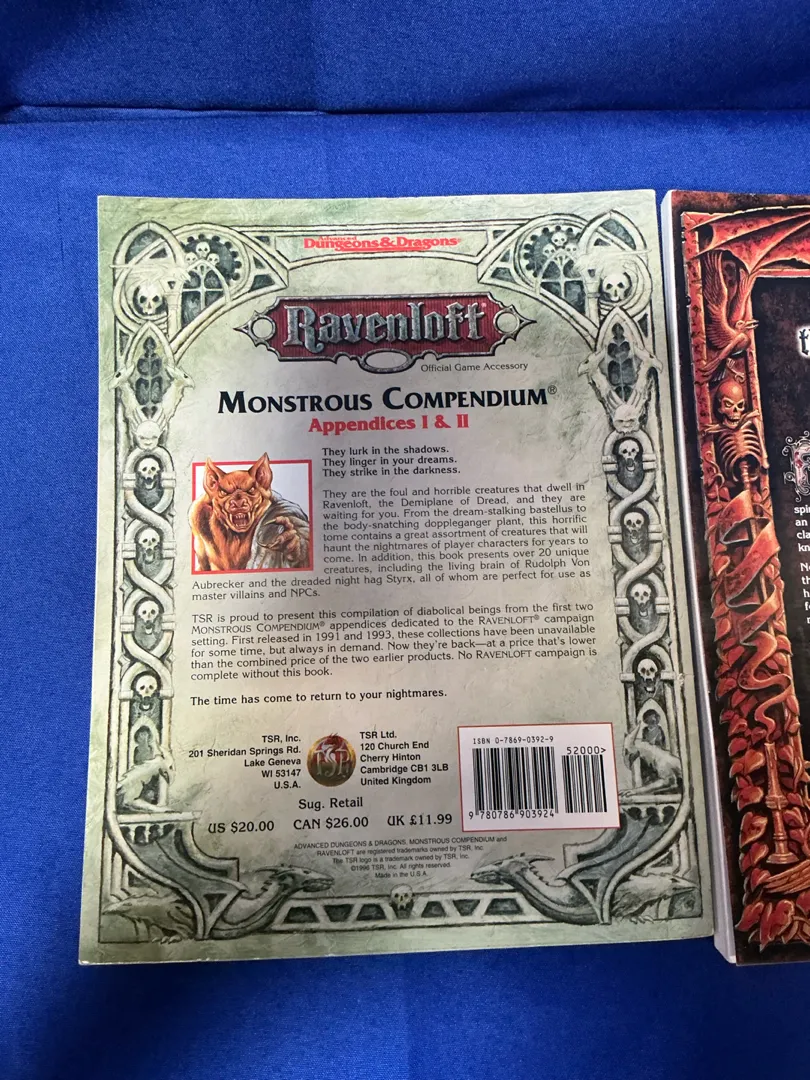 Advanced
Dungeons & Dragons®
Ravenloft®
Official Game Accessory
MONSTROUS COMPENDIUM®
Appendices I & II
They lurk in the shadows.
They linger in your dreams.
They strike in the darkness.
They are the foul and horrible creatures that dwell in
Ravenloft, the Demiplane of Dread, and they are
waiting for you. From the dream-stalking bastellus to
the body-snatching doppleganger plant, this horrific
tome contains a great assortment of creatures that will
haunt the nightmares of player characters for years to
come. In addition, this book presents over 20 unique
creatures, including the living brain of Rudolph Von
Aubrecker and the dreaded night hag Styrx, all of whom are perfect for use as
master villains and NPCs.
TSR is proud to present this compilation of diabolical beings from the first two
MONSTROUS COMPENDIUM® appendices dedicated to the RAVENLOFT® campaign
setting. First released in 1991 and 1993, these collections have been unavailable
for some time, but always in demand. Now they're back—at a price that's lower
than the combined price of the two earlier products. No RAVENLOFT campaign is
complete without this book.
The time has come to return to your nightmares.
TSR, Inc.
201 Sheridan Springs Rd.
Lake Geneva
WI 53147
U.S.A.
TSR
TSR Ltd.
120 Church End
Cherry Hinton
Cambridge CB1 3LB
United Kingdom
Sug. Retail
US $20.00 CAN $26.00 UK £11.99
ISBN 0-7869-0392-9
52000>
9 780786 903924
ADVANCED DUNGEONS & DRAGONS, MONSTROUS COMPENDIUM and
RAVENLOFT are registered trademarks owned by TSR, Inc.
The TSR logo is a trademark owned by TSR, Inc.
©1996 TSR, Inc. All rights reserved.
Made in the U.S.A.
spi
an
cla
kn
N
th
h